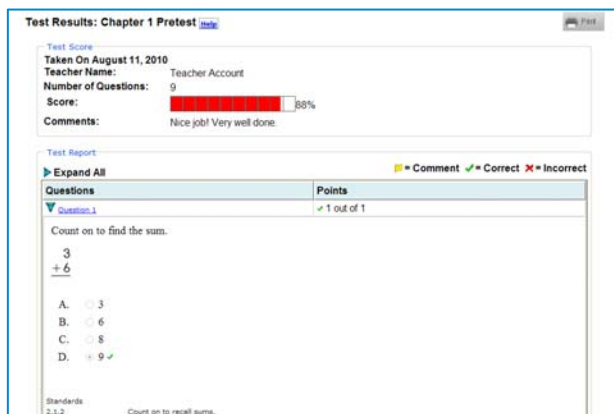 Test Results: Chapter 1 Pretest Help
Print
Test Score
Taken On August 11, 2010
Teacher Name: Teacher Account
Number of Questions: 9
Score: 88%
Comments: Nice job! Very well done.
Test Report
Expand All
= Comment ✓= Correct ✗= Incorrect
Questions Points
Question 1 ✓ 1 out of 1
Count on to find the sum.
3
+6
A. 3
B. 6
C. 8
D. 9 ✓
Standards
2.1.2 Count on to recall sums.